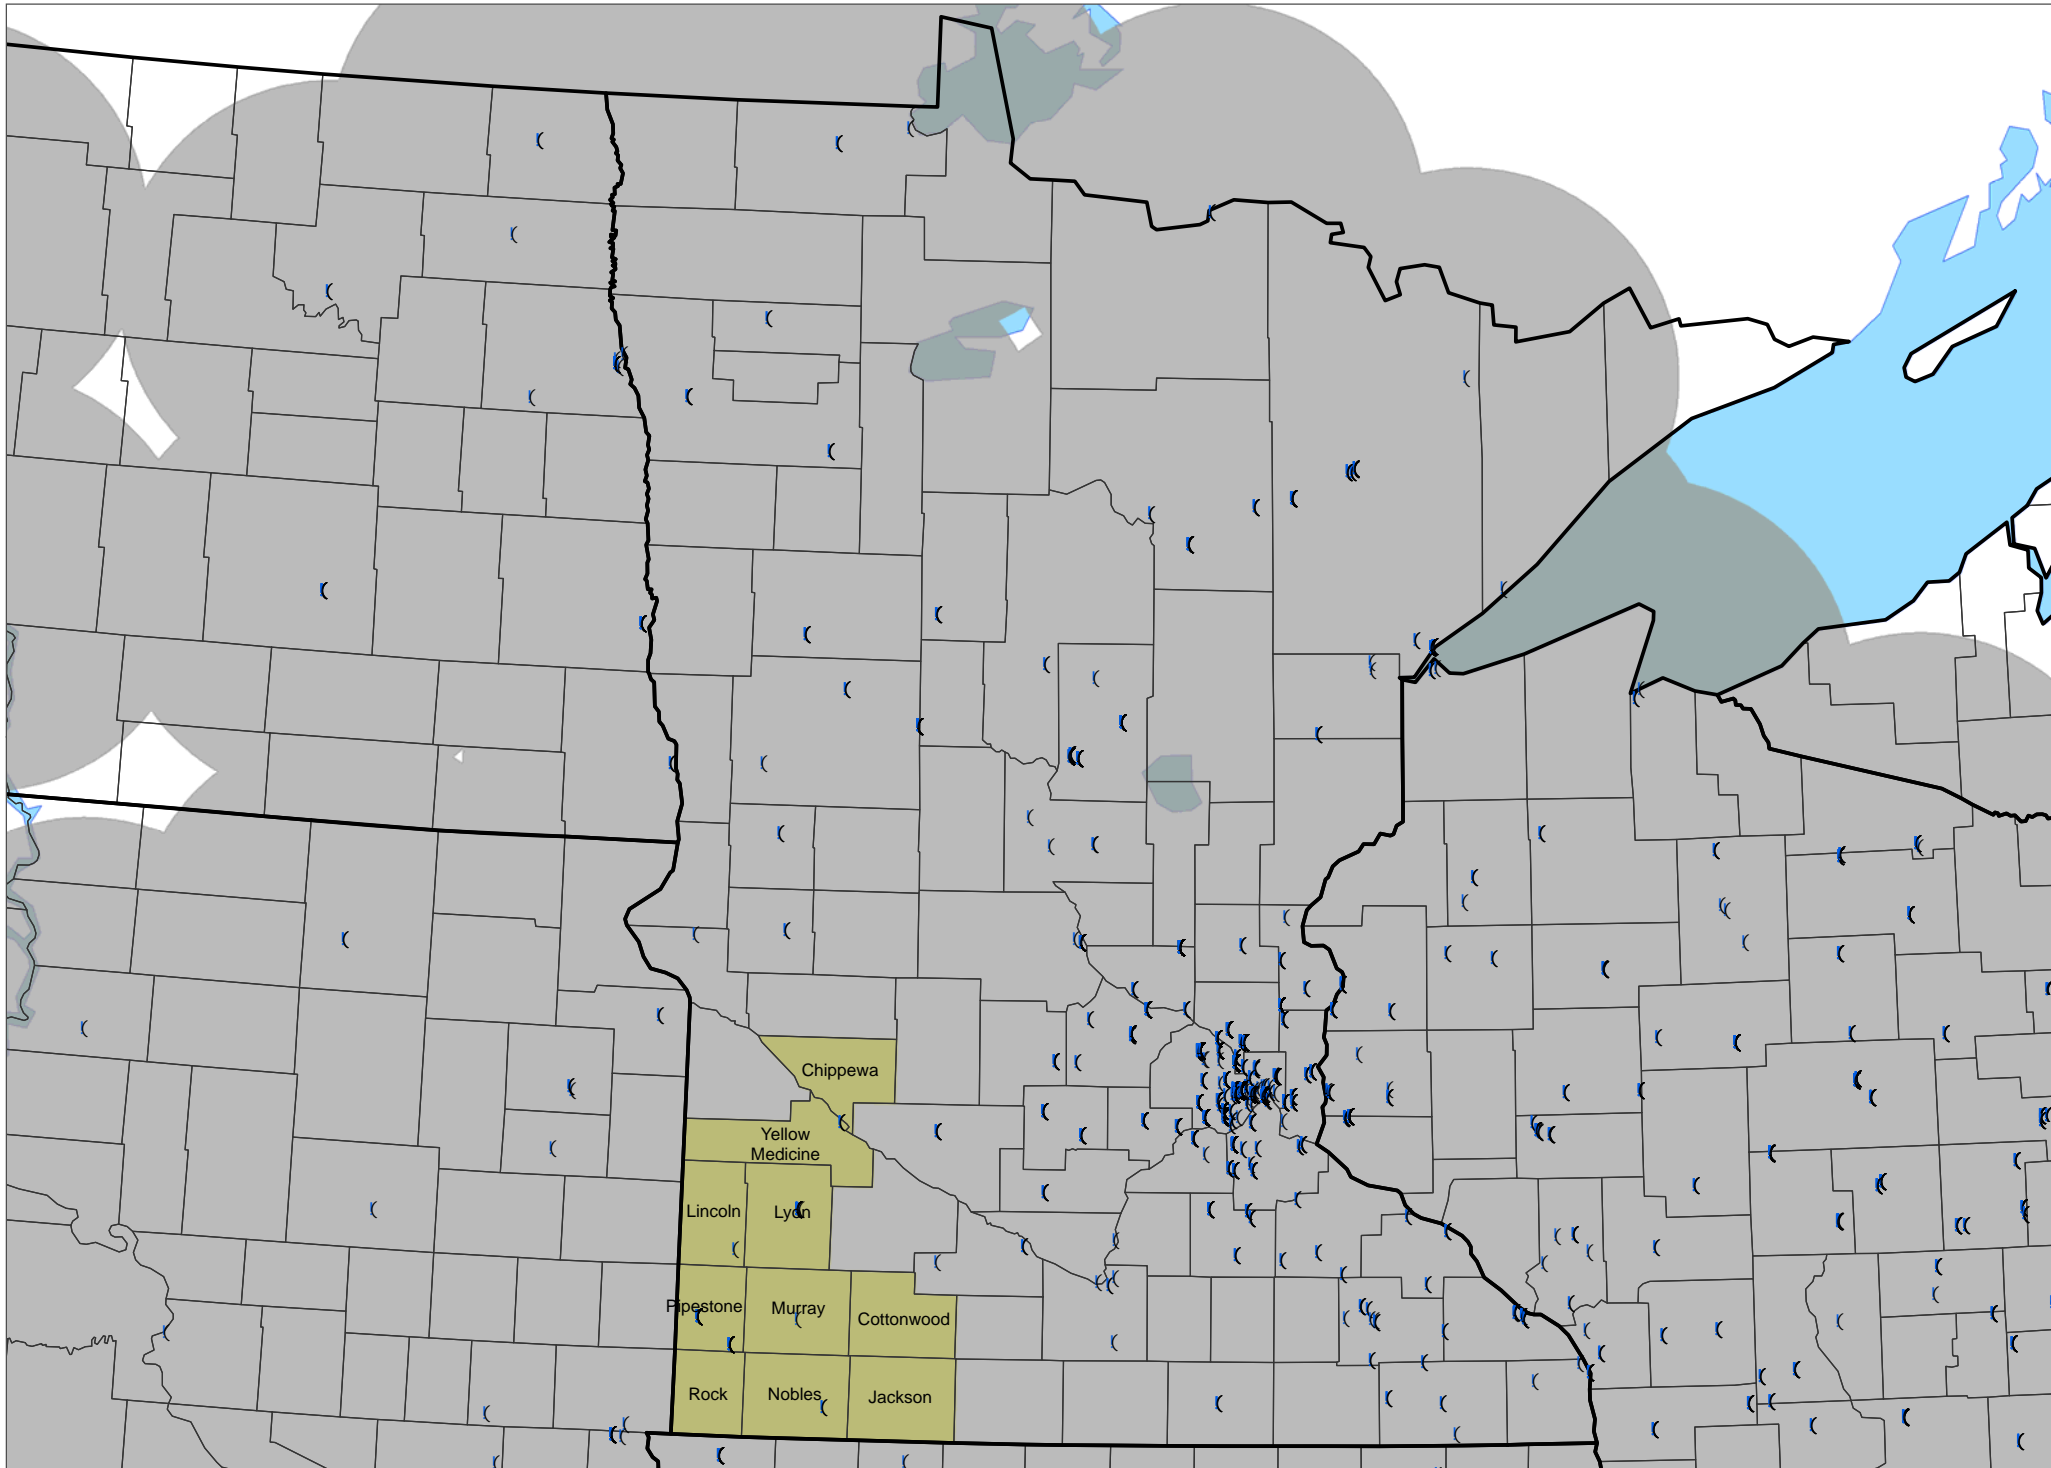 Chippewa
Yellow
Medicine
Lincoln
Lyon
Pipestone
Murray
Cottonwood
Rock
Nobles
Jackson